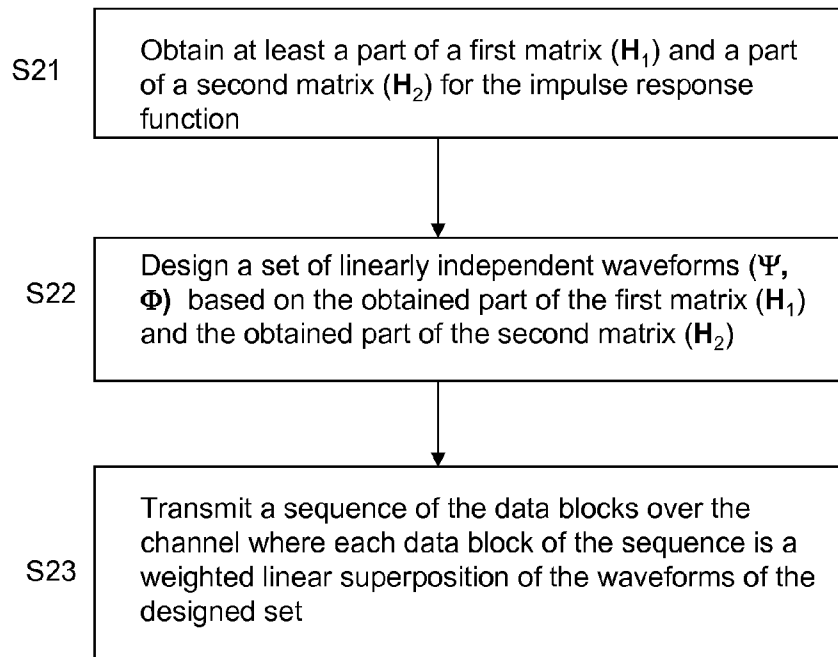 S21
Obtain at least a part of a first matrix (H₁) and a part
of a second matrix (H₂) for the impulse response
function
S22
Design a set of linearly independent waveforms (Ψ,
Φ) based on the obtained part of the first matrix (H₁)
and the obtained part of the second matrix (H₂)
S23
Transmit a sequence of the data blocks over the
channel where each data block of the sequence is a
weighted linear superposition of the waveforms of the
designed set